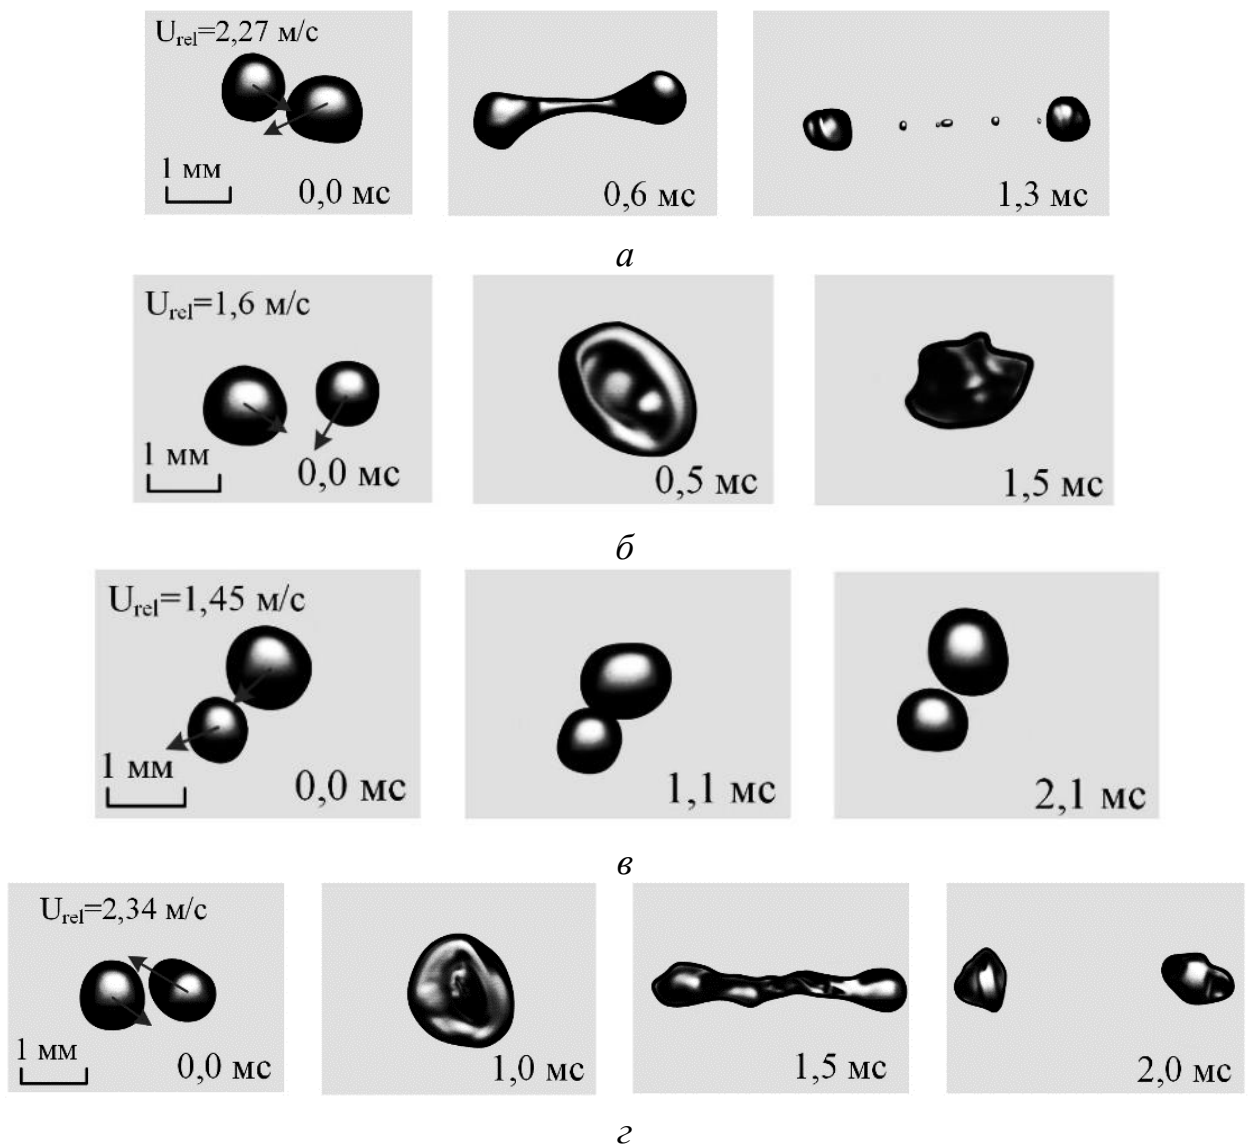 U_rel=2,27 м/с
1 мм
0,0 мс
0,6 мс
1,3 мс
а
U_rel=1,6 м/с
1 мм
0,0 мс
0,5 мс
1,5 мс
б
U_rel=1,45 м/с
1 мм
0,0 мс
1,1 мс
2,1 мс
в
U_rel=2,34 м/с
1 мм
0,0 мс
1,0 мс
1,5 мс
2,0 мс
г